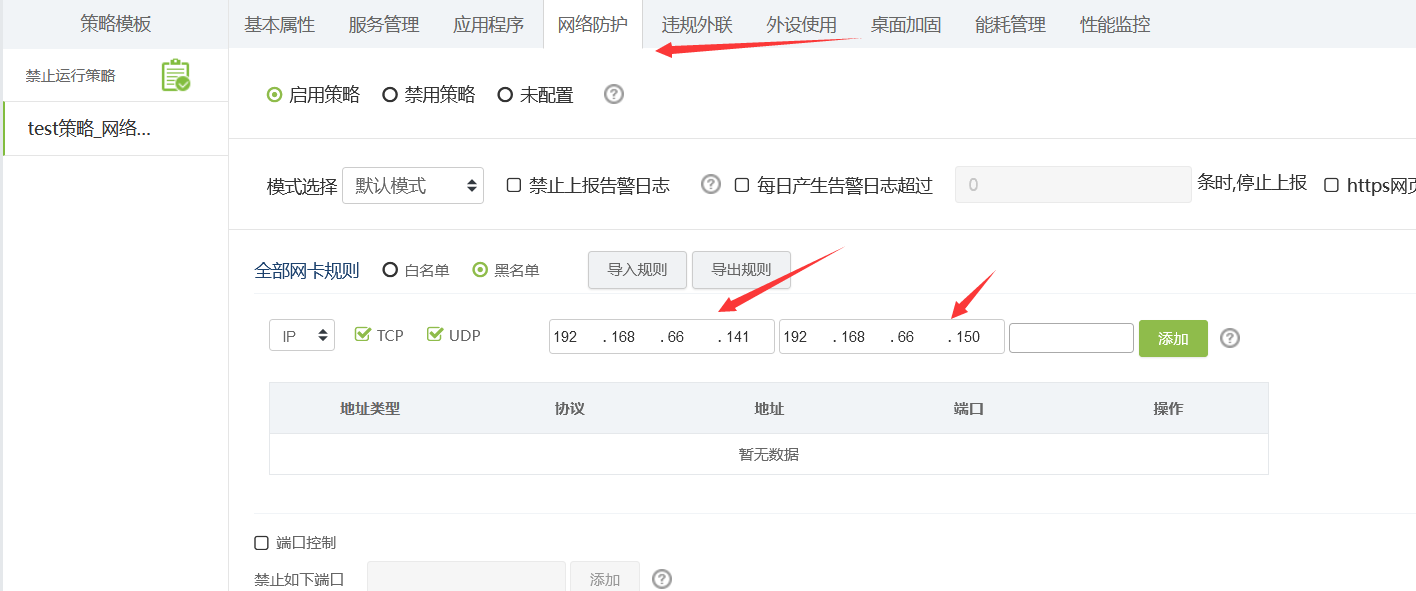 策略模板
基本属性 服务管理 应用程序 网络防护 违规外联 外设使用 桌面加固 能耗管理 性能监控
禁止运行策略
test策略_网络...
启用策略 禁用策略 未配置 ?
模式选择 默认模式 禁止上报告警日志 ? 每日产生告警日志超过 0 条时,停止上报 https网页
全部网卡规则 白名单 黑名单 导入规则 导出规则
IP TCP UDP 192 . 168 . 66 . 141 192 . 168 . 66 . 150 添加 ?
地址类型 协议 地址 端口 操作
暂无数据
端口控制
禁止如下端口 添加 ?